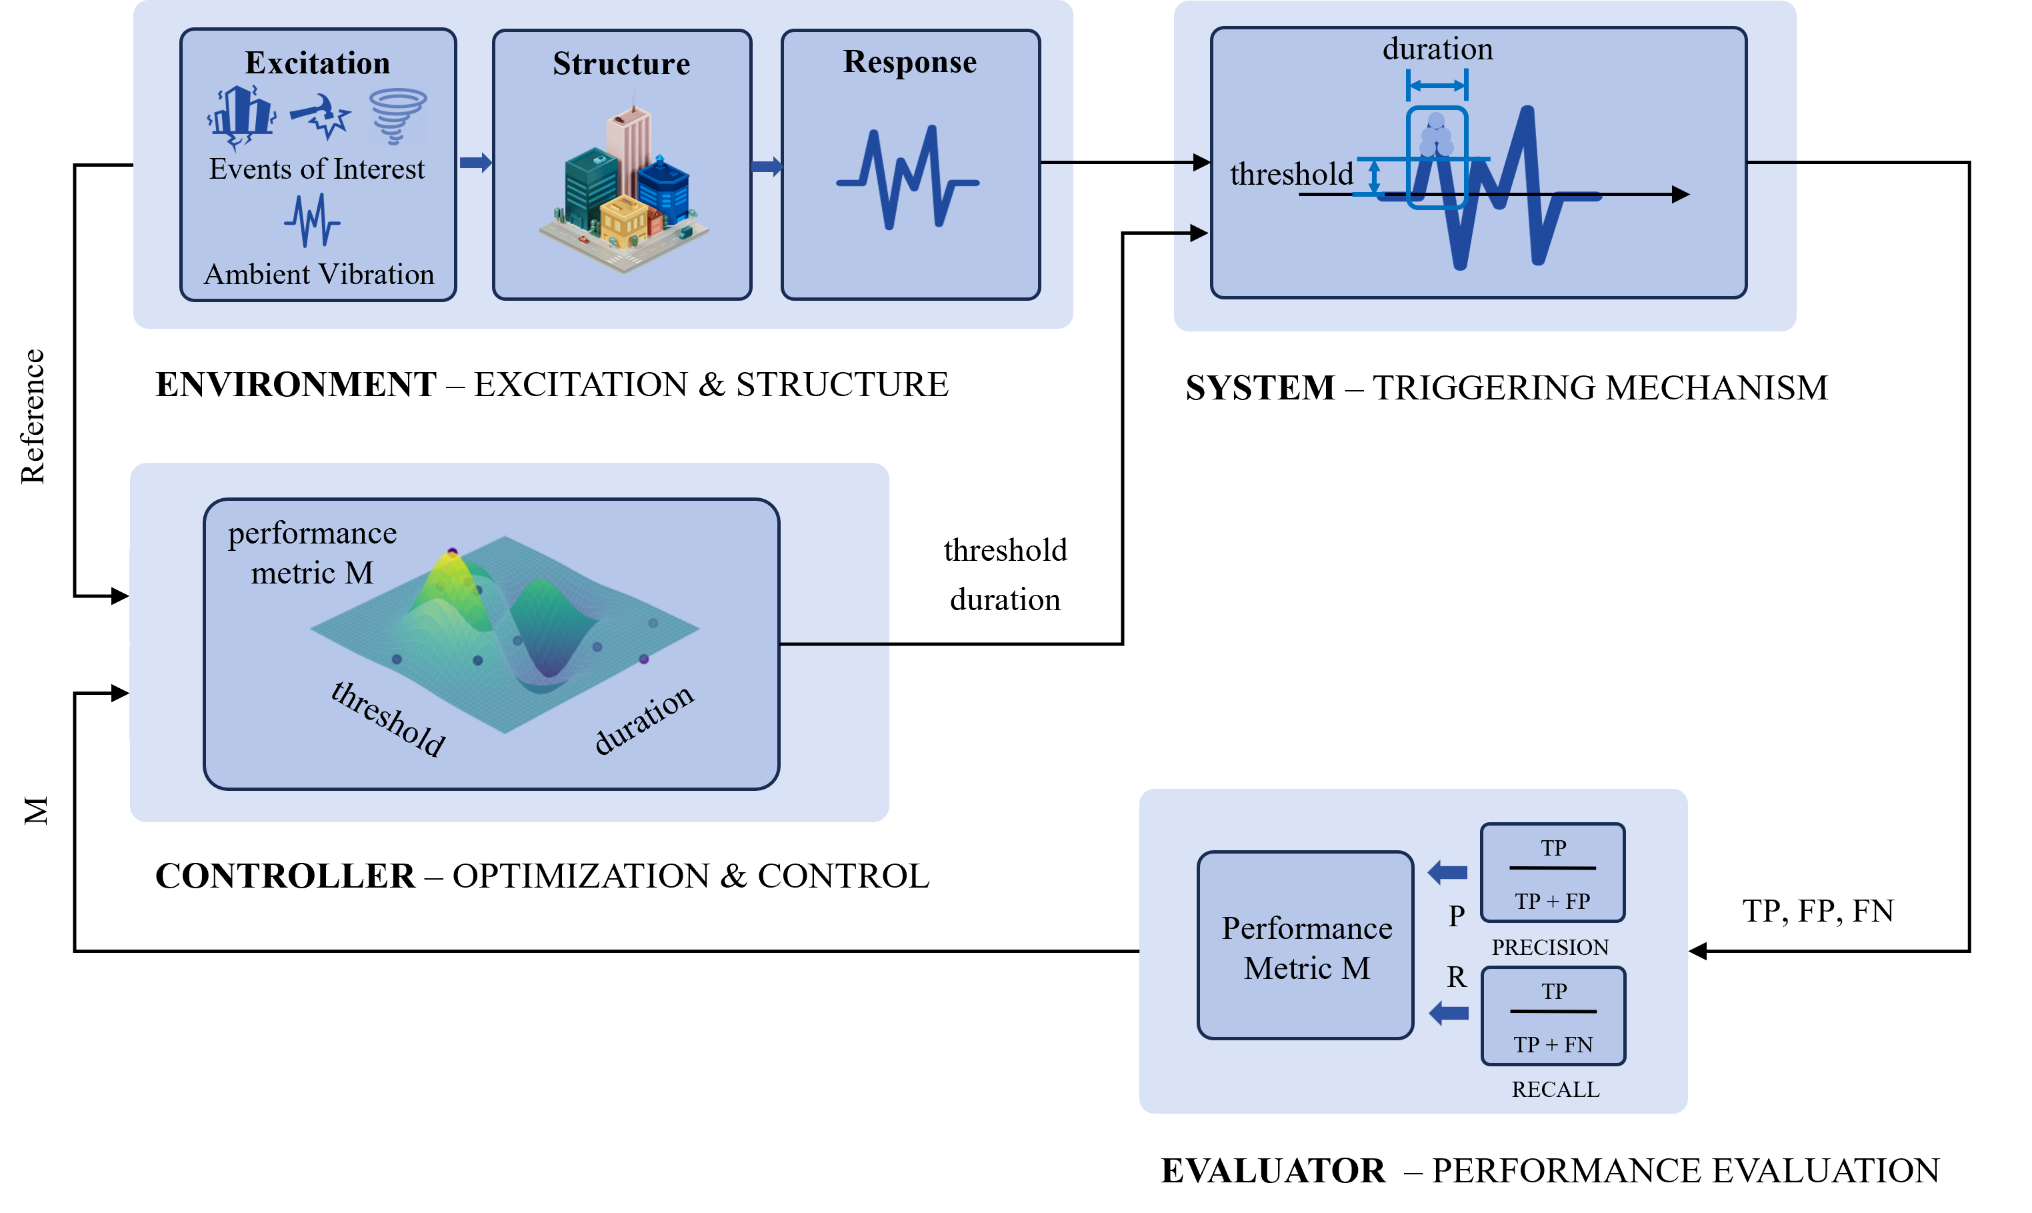 Excitation
Events of Interest
Ambient Vibration
Structure
Response
ENVIRONMENT – EXCITATION & STRUCTURE
duration
threshold
SYSTEM – TRIGGERING MECHANISM
Reference
performance
metric M
threshold
duration
CONTROLLER – OPTIMIZATION & CONTROL
threshold
duration
M
Performance
Metric M
P
R
TP
TP + FP
PRECISION
TP
TP + FN
RECALL
TP, FP, FN
EVALUATOR – PERFORMANCE EVALUATION